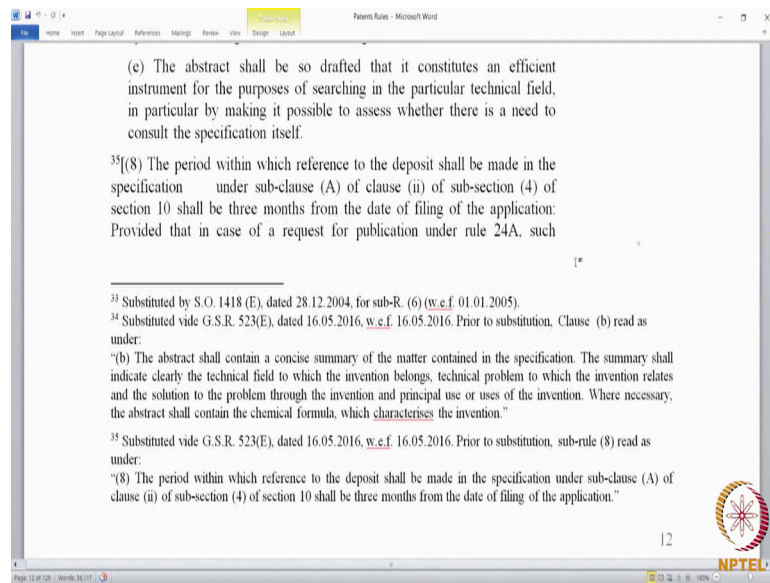 Table Tools
Patents Rules - Microsoft Word
File Home Insert Page Layout References Mailings Review View Design Layout
(e) The abstract shall be so drafted that it constitutes an efficient
instrument for the purposes of searching in the particular technical field,
in particular by making it possible to assess whether there is a need to
consult the specification itself.
35[(8) The period within which reference to the deposit shall be made in the
specification under sub-clause (A) of clause (ii) of sub-section (4) of
section 10 shall be three months from the date of filing of the application:
Provided that in case of a request for publication under rule 24A, such
33 Substituted by S.O. 1418 (E), dated 28.12.2004, for sub-R. (6) (w.e.f. 01.01.2005).
34 Substituted vide G.S.R. 523(E), dated 16.05.2016, w.e.f. 16.05.2016. Prior to substitution, Clause (b) read as
under:
“(b) The abstract shall contain a concise summary of the matter contained in the specification. The summary shall
indicate clearly the technical field to which the invention belongs, technical problem to which the invention relates
and the solution to the problem through the invention and principal use or uses of the invention. Where necessary,
the abstract shall contain the chemical formula, which characterises the invention.”
35 Substituted vide G.S.R. 523(E), dated 16.05.2016, w.e.f. 16.05.2016. Prior to substitution, sub-rule (8) read as
under:
“(8) The period within which reference to the deposit shall be made in the specification under sub-clause (A) of
clause (ii) of sub-section (4) of section 10 shall be three months from the date of filing of the application.”
12
NPTEL
Page: 12 of 129 Words: 36,117 100%